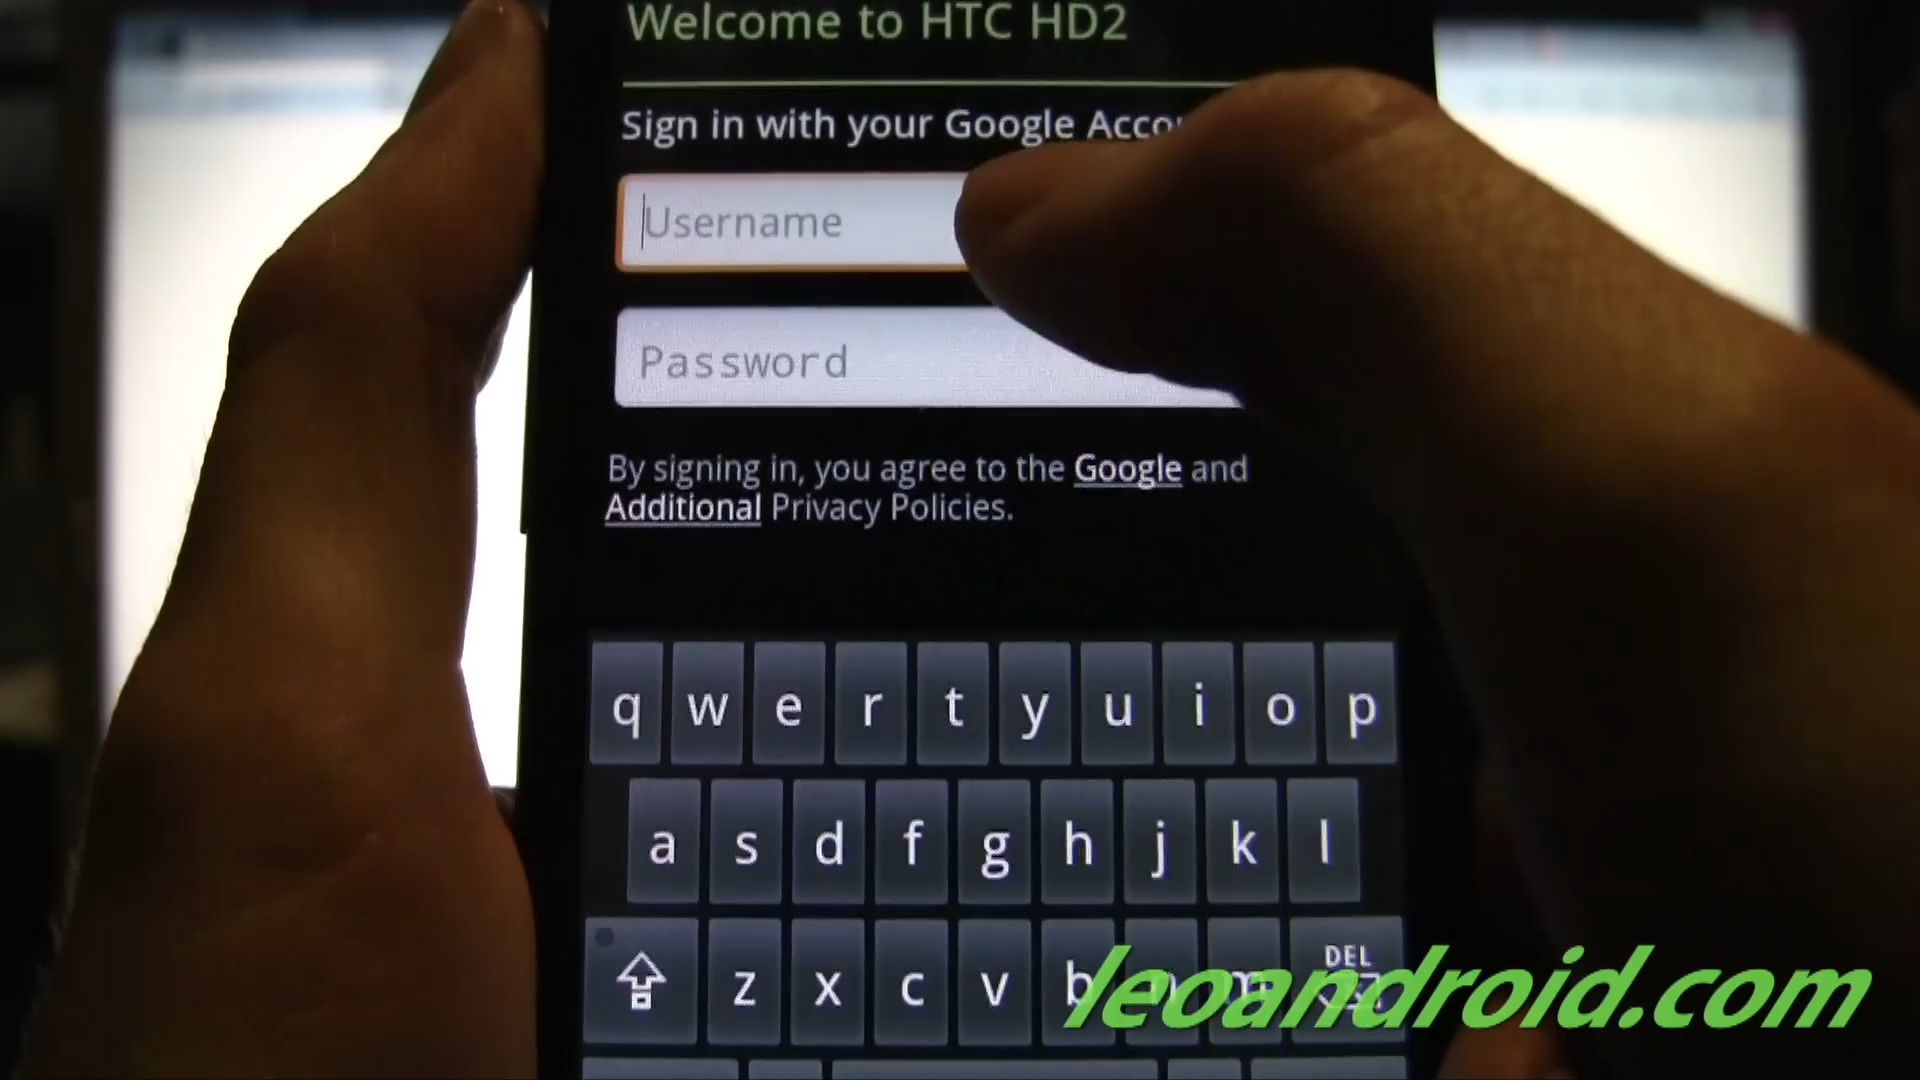 Welcome to HTC HD2
Sign in with your Google
Username
Password
By signing in, you agree to the Google and
Additional Privacy Policies.
q w e r t y u i o p
a s d f g h j k l
z x c v b n m DEL
leoandroid.com